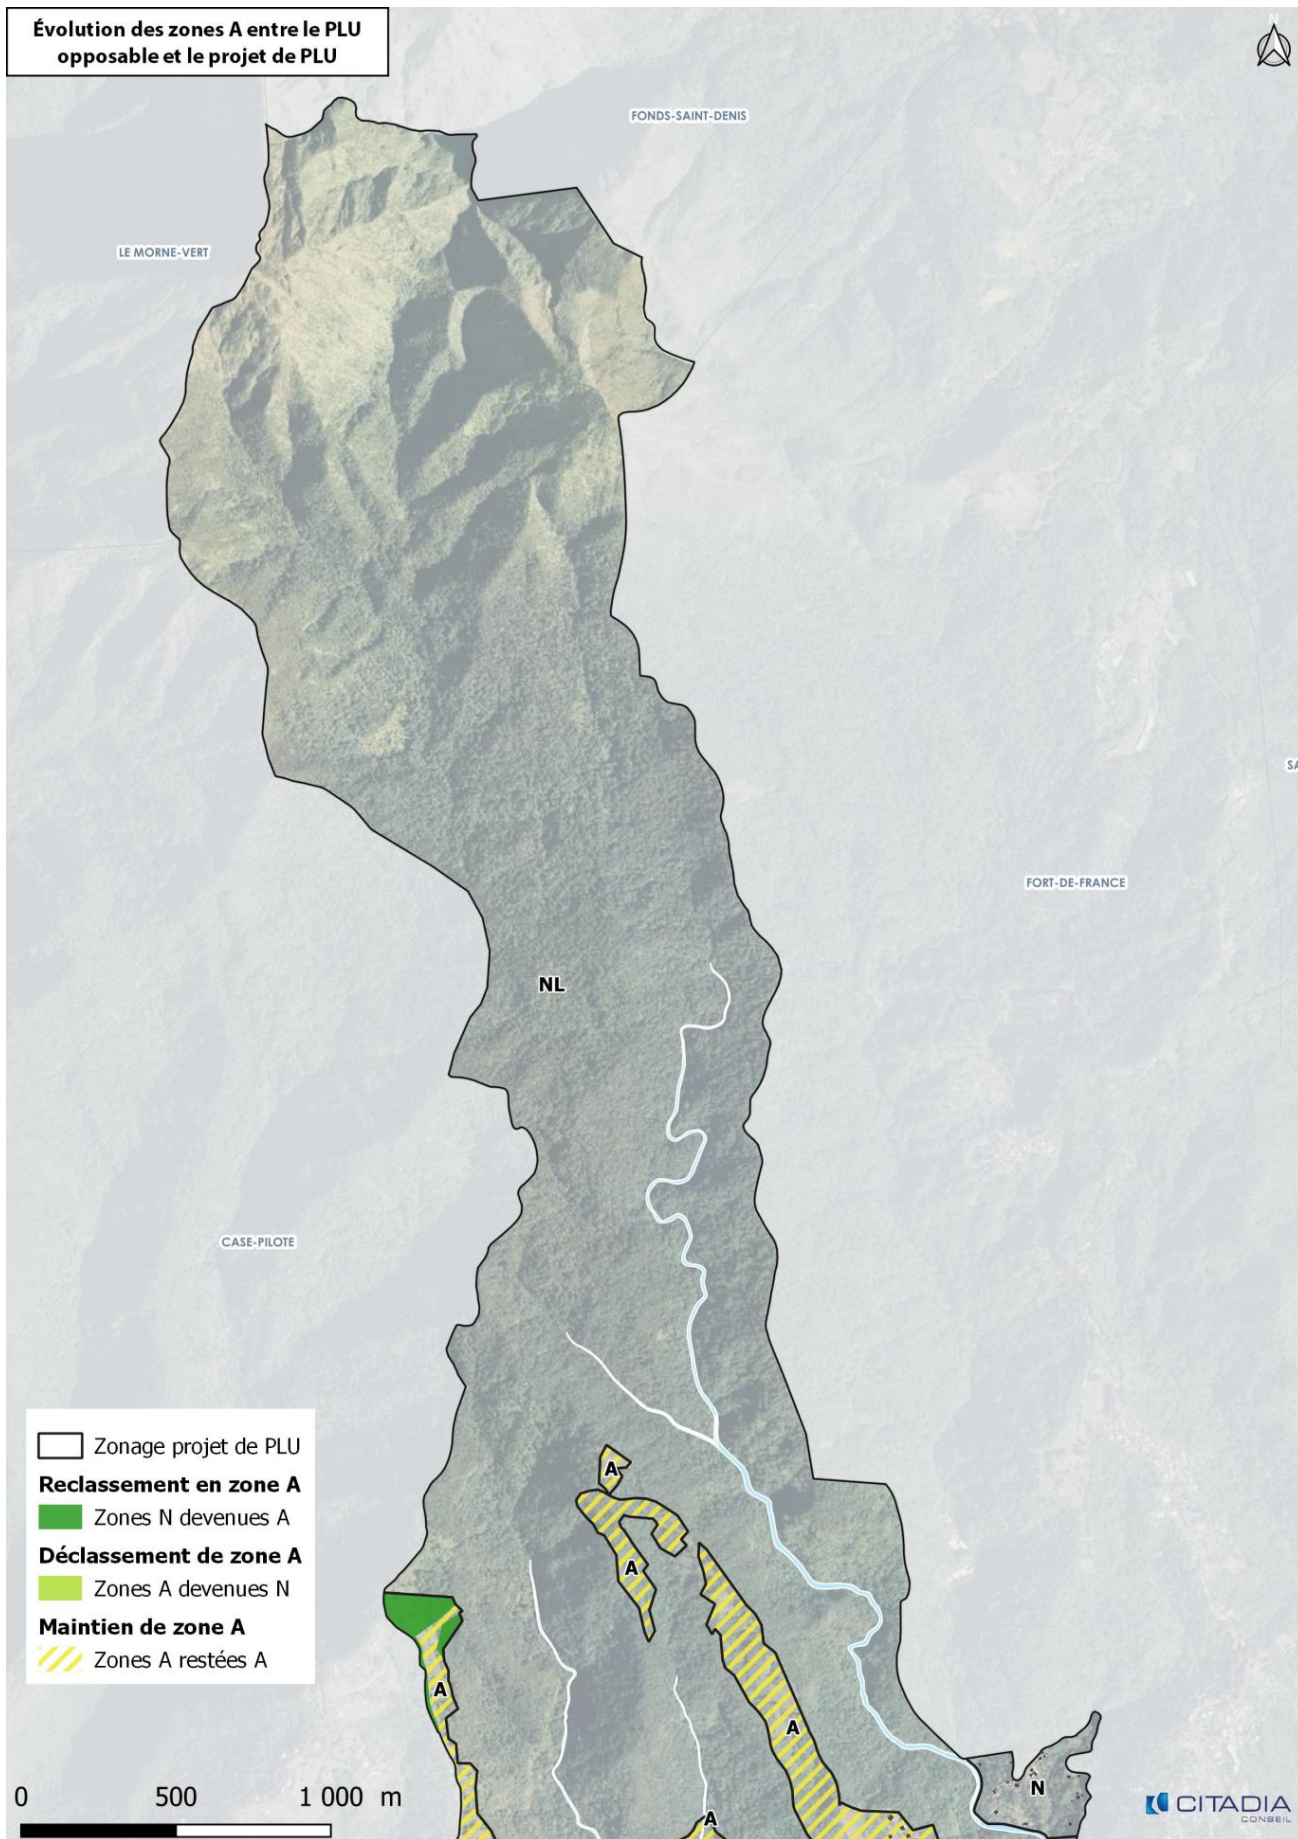 Évolution des zones A entre le PLU
opposable et le projet de PLU
N
FONDS-SAINT-DENIS
LE MORNE-VERT
SA
FORT-DE-FRANCE
NL
CASE-PILOTE
Zonage projet de PLU
Reclassement en zone A
Zones N devenues A
Déclassement de zone A
Zones A devenues N
Maintien de zone A
Zones A restées A
A
A
A
A
N
A
0 500 1 000 m
CITADIA
CONSEIL